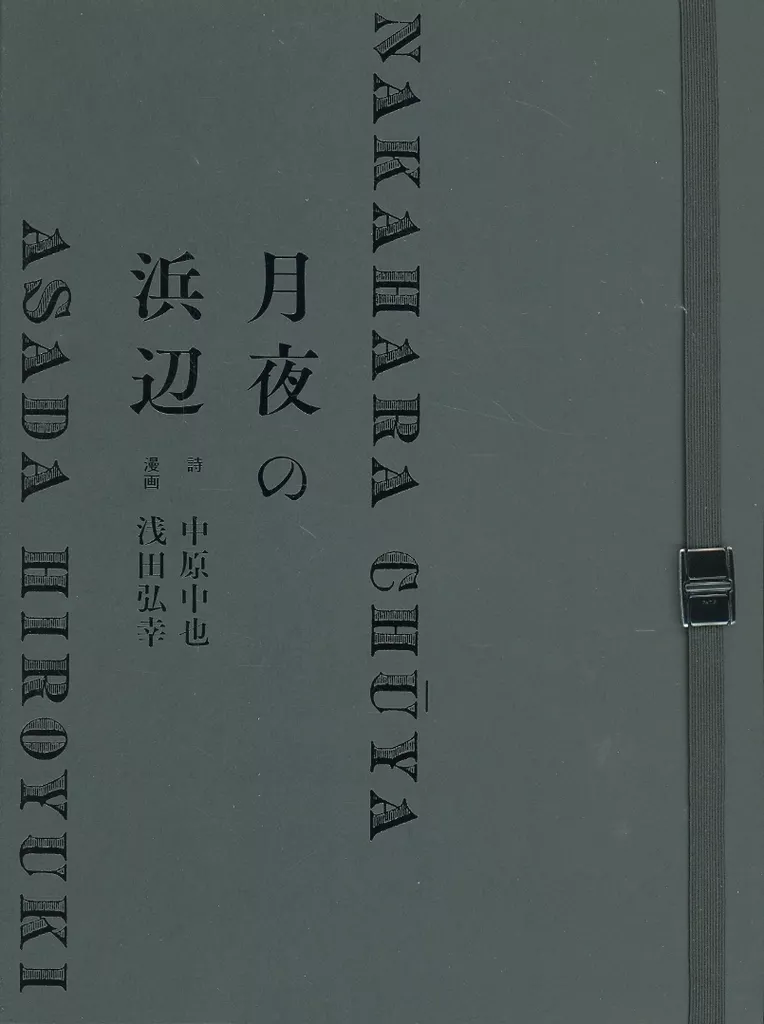 NAKAHARA CHŪYA
月夜の
浜辺
詩 中原中也
漫画 浅田弘幸
ASADA HIROYUKI